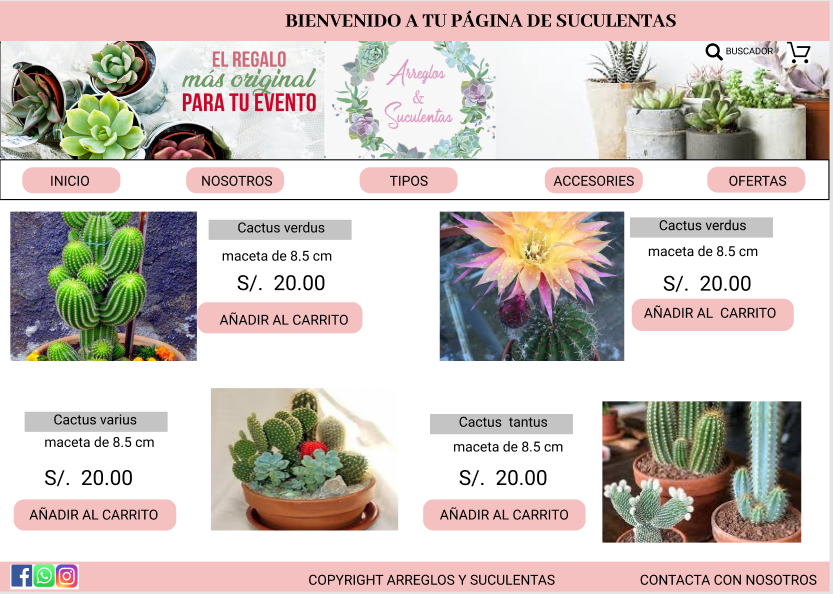 BIENVENIDO A TU PÁGINA DE SUCULENTAS
EL REGALO
más original
PARA TU EVENTO
Arreglos
&
Suculentas
BUSCADOR
INICIO
NOSOTROS
TIPOS
ACCESORIES
OFERTAS
Cactus verdus
maceta de 8.5 cm
S/. 20.00
AÑADIR AL CARRITO
Cactus verdus
maceta de 8.5 cm
S/. 20.00
AÑADIR AL CARRITO
Cactus varius
maceta de 8.5 cm
S/. 20.00
AÑADIR AL CARRITO
Cactus tantus
maceta de 8.5 cm
S/. 20.00
AÑADIR AL CARRITO
COPYRIGHT ARREGLOS Y SUCULENTAS
CONTACTA CON NOSOTROS